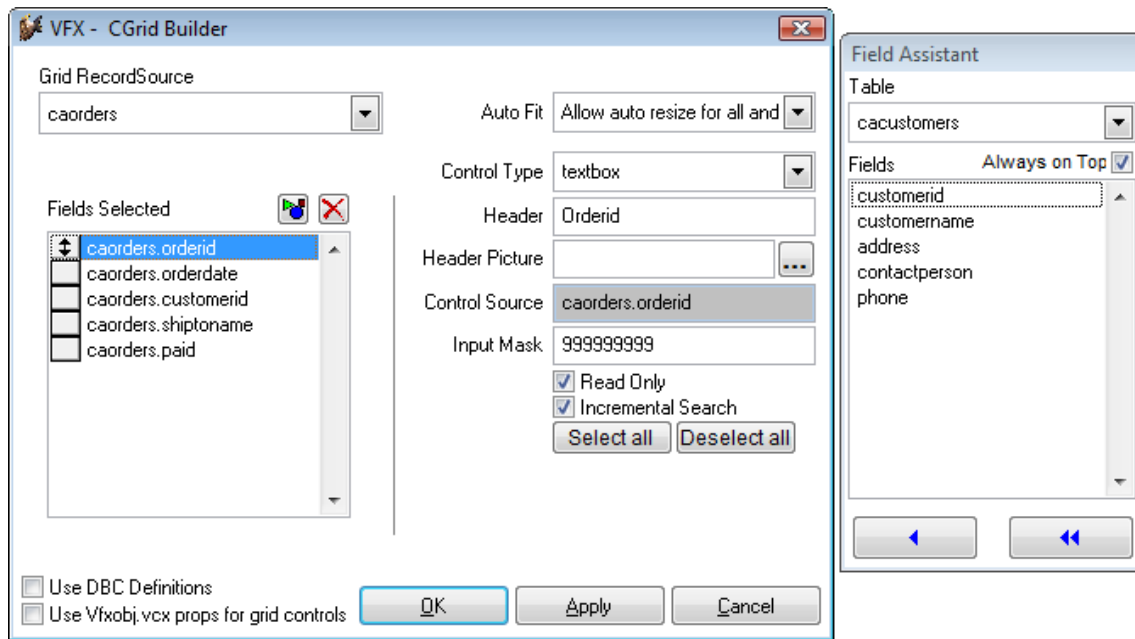 VFX - CGrid Builder
Grid RecordSource
caorders
Auto Fit Allow auto resize for all and
Control Type textbox
Fields Selected
Header Orderid
Header Picture ...
Control Source caorders.orderid
Input Mask 999999999
caorders.orderid
caorders.orderdate
caorders.customerid
caorders.shiptoname
caorders.paid
Read Only
Incremental Search
Select all Deselect all
Use DBC Definitions
Use Vfxobj.vcx props for grid controls
OK Apply Cancel
Field Assistant
Table
cacustomers
Fields Always on Top
customerid
customername
address
contactperson
phone